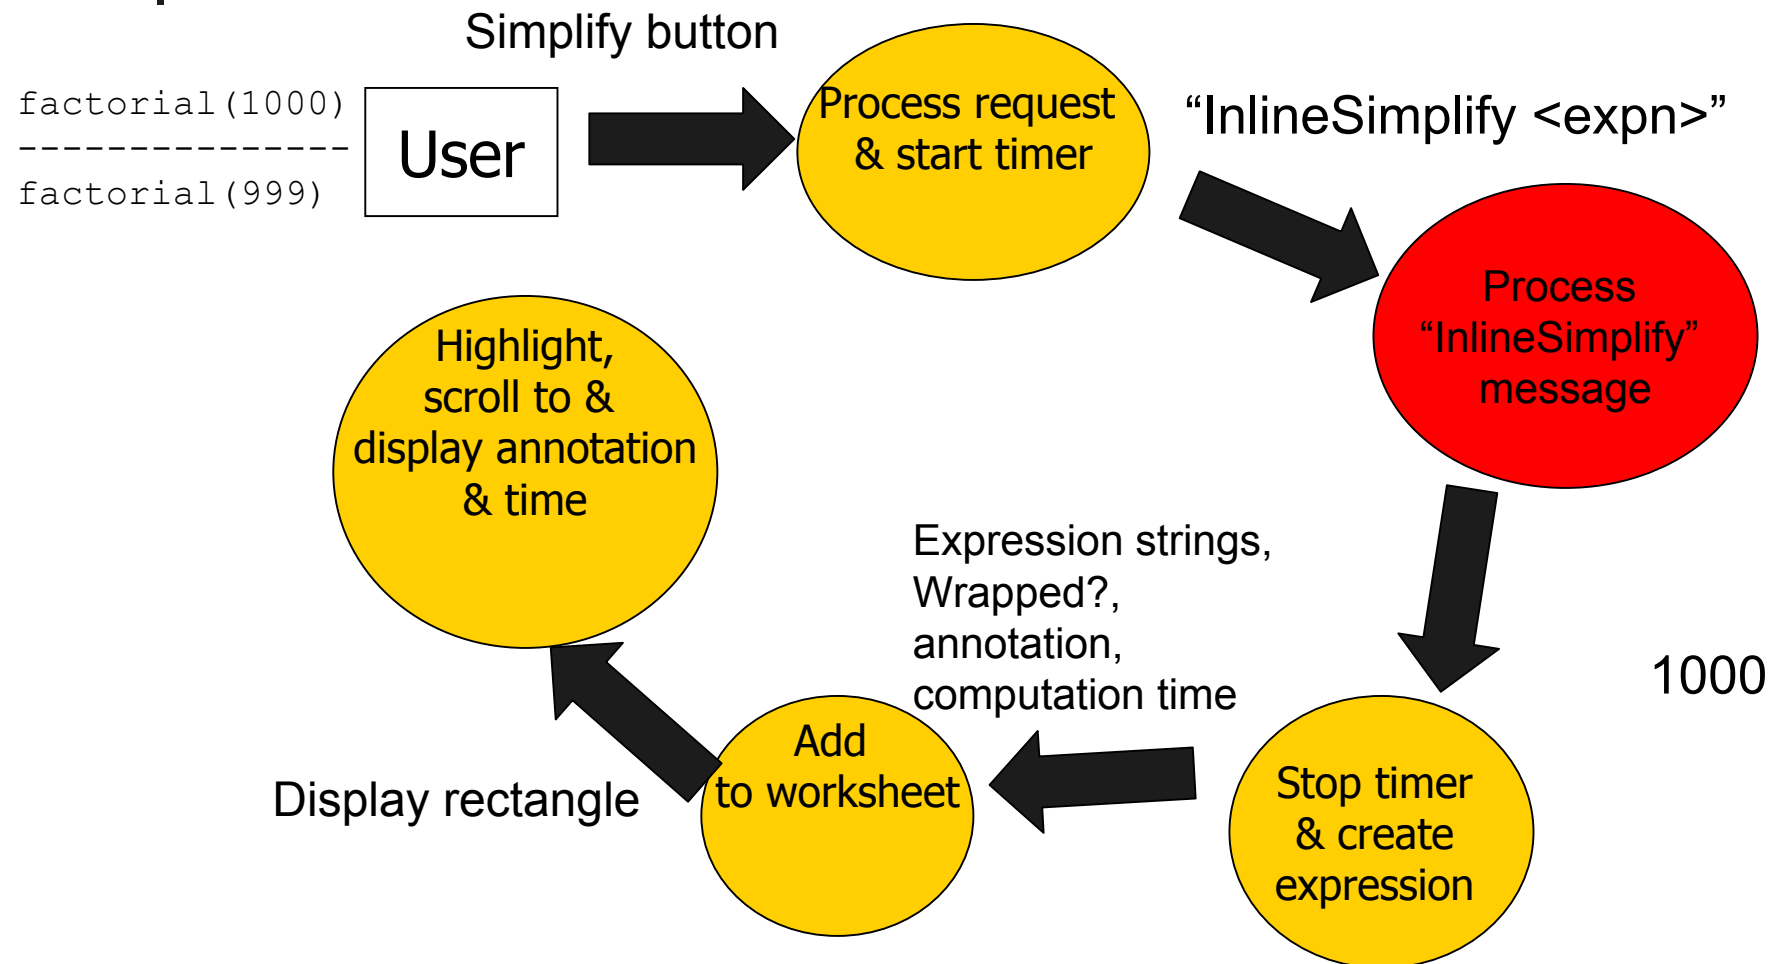 Simplify button
factorial(1000)
---------------
factorial(999)
User
Process request
& start timer
“InlineSimplify <expn>”
Process
“InlineSimplify”
message
Highlight,
scroll to &
display annotation
& time
Expression strings,
Wrapped?,
annotation,
computation time
1000
Add
to worksheet
Display rectangle
Stop timer
& create
expression